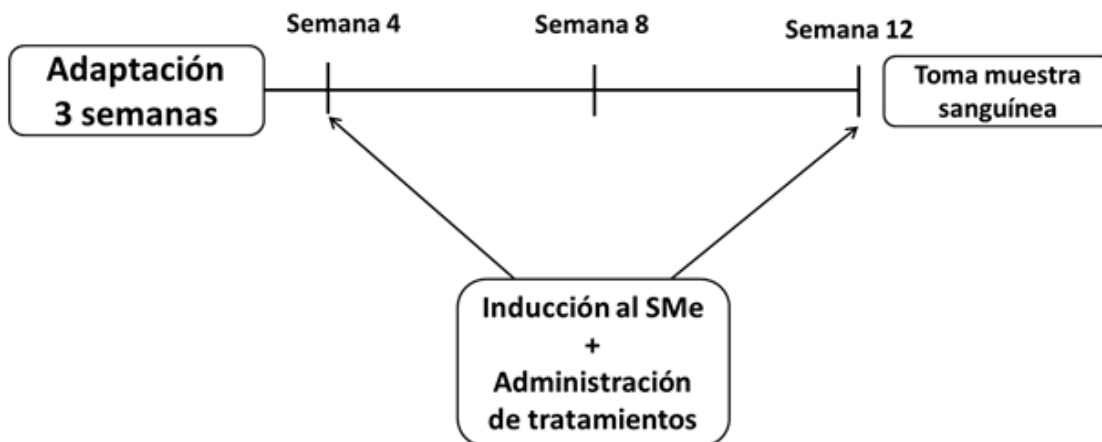 Semana 4
Semana 8
Semana 12
Adaptación
3 semanas
Toma muestra
sanguínea
Inducción al SMe
+
Administración
de tratamientos